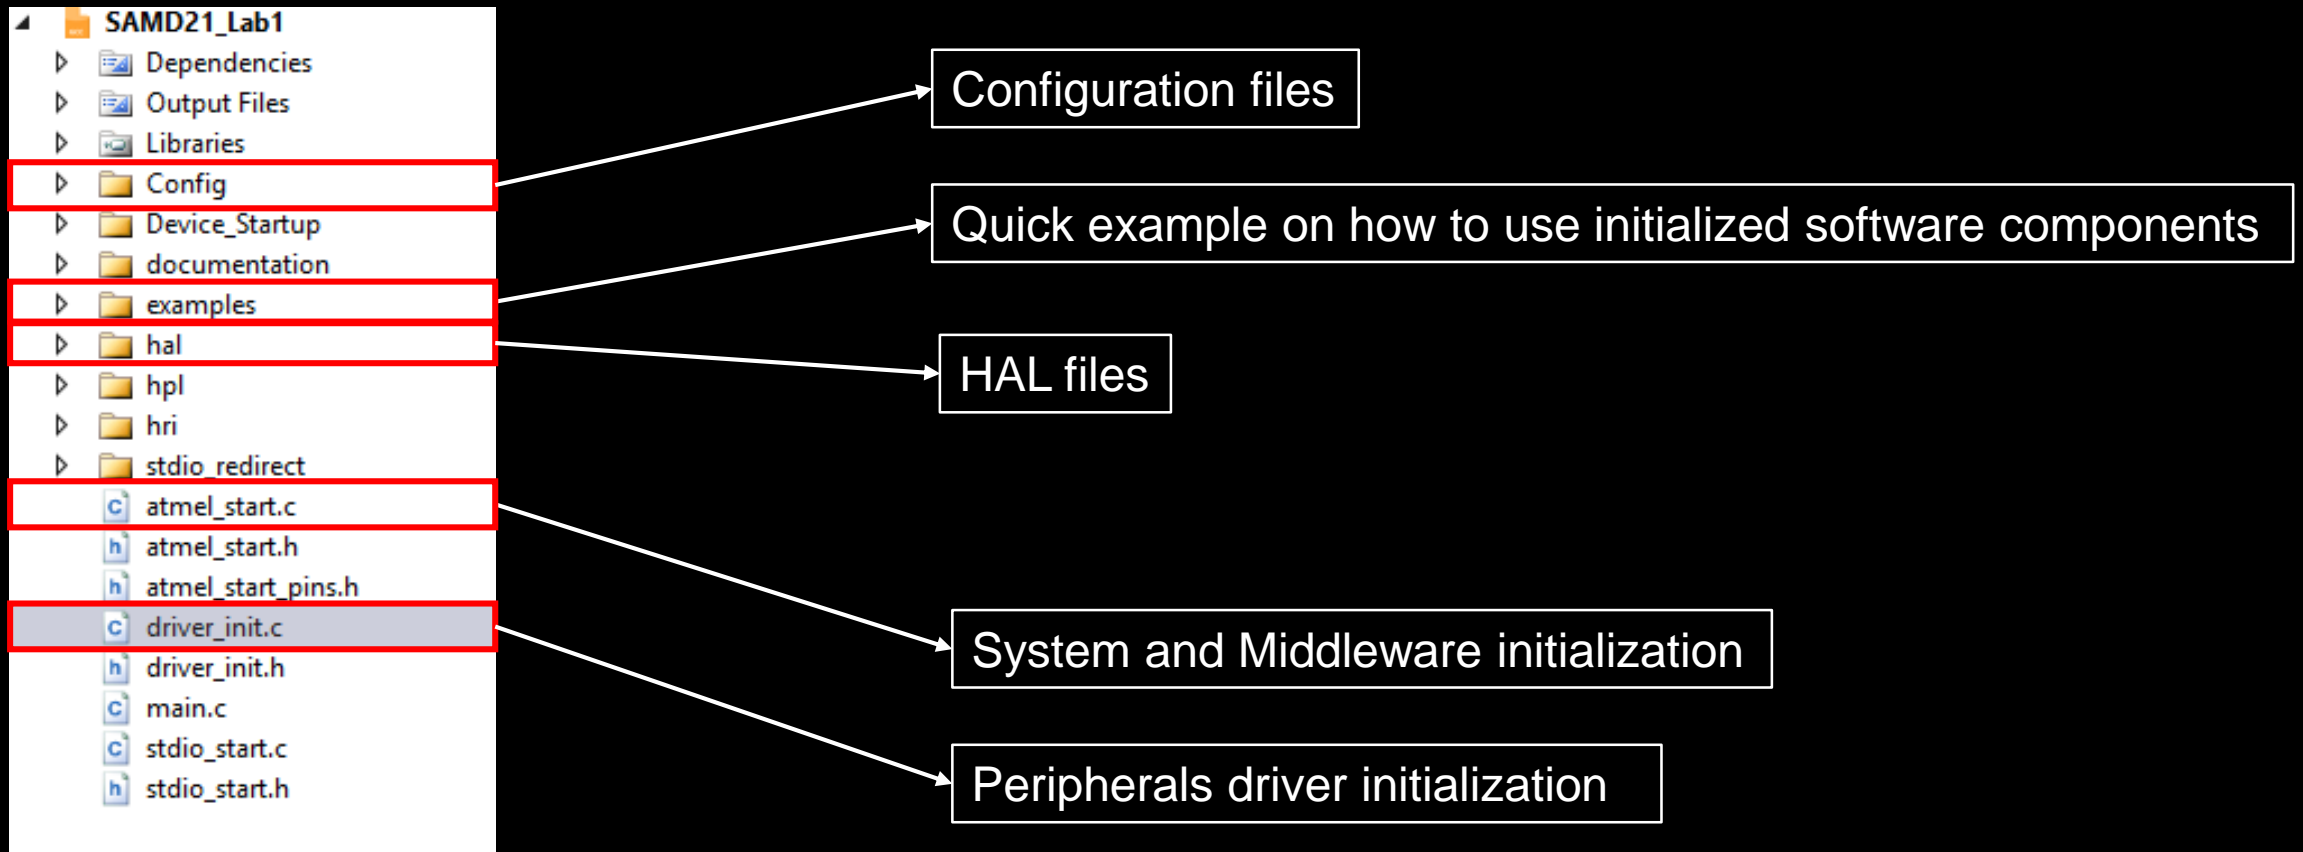 SAMD21_Lab1
Dependencies
Output Files
Libraries
Config
Device_Startup
documentation
examples
hal
hpl
hri
stdio_redirect
atmel_start.c
atmel_start.h
atmel_start_pins.h
driver_init.c
driver_init.h
main.c
stdio_start.c
stdio_start.h
Configuration files
Quick example on how to use initialized software components
HAL files
System and Middleware initialization
Peripherals driver initialization